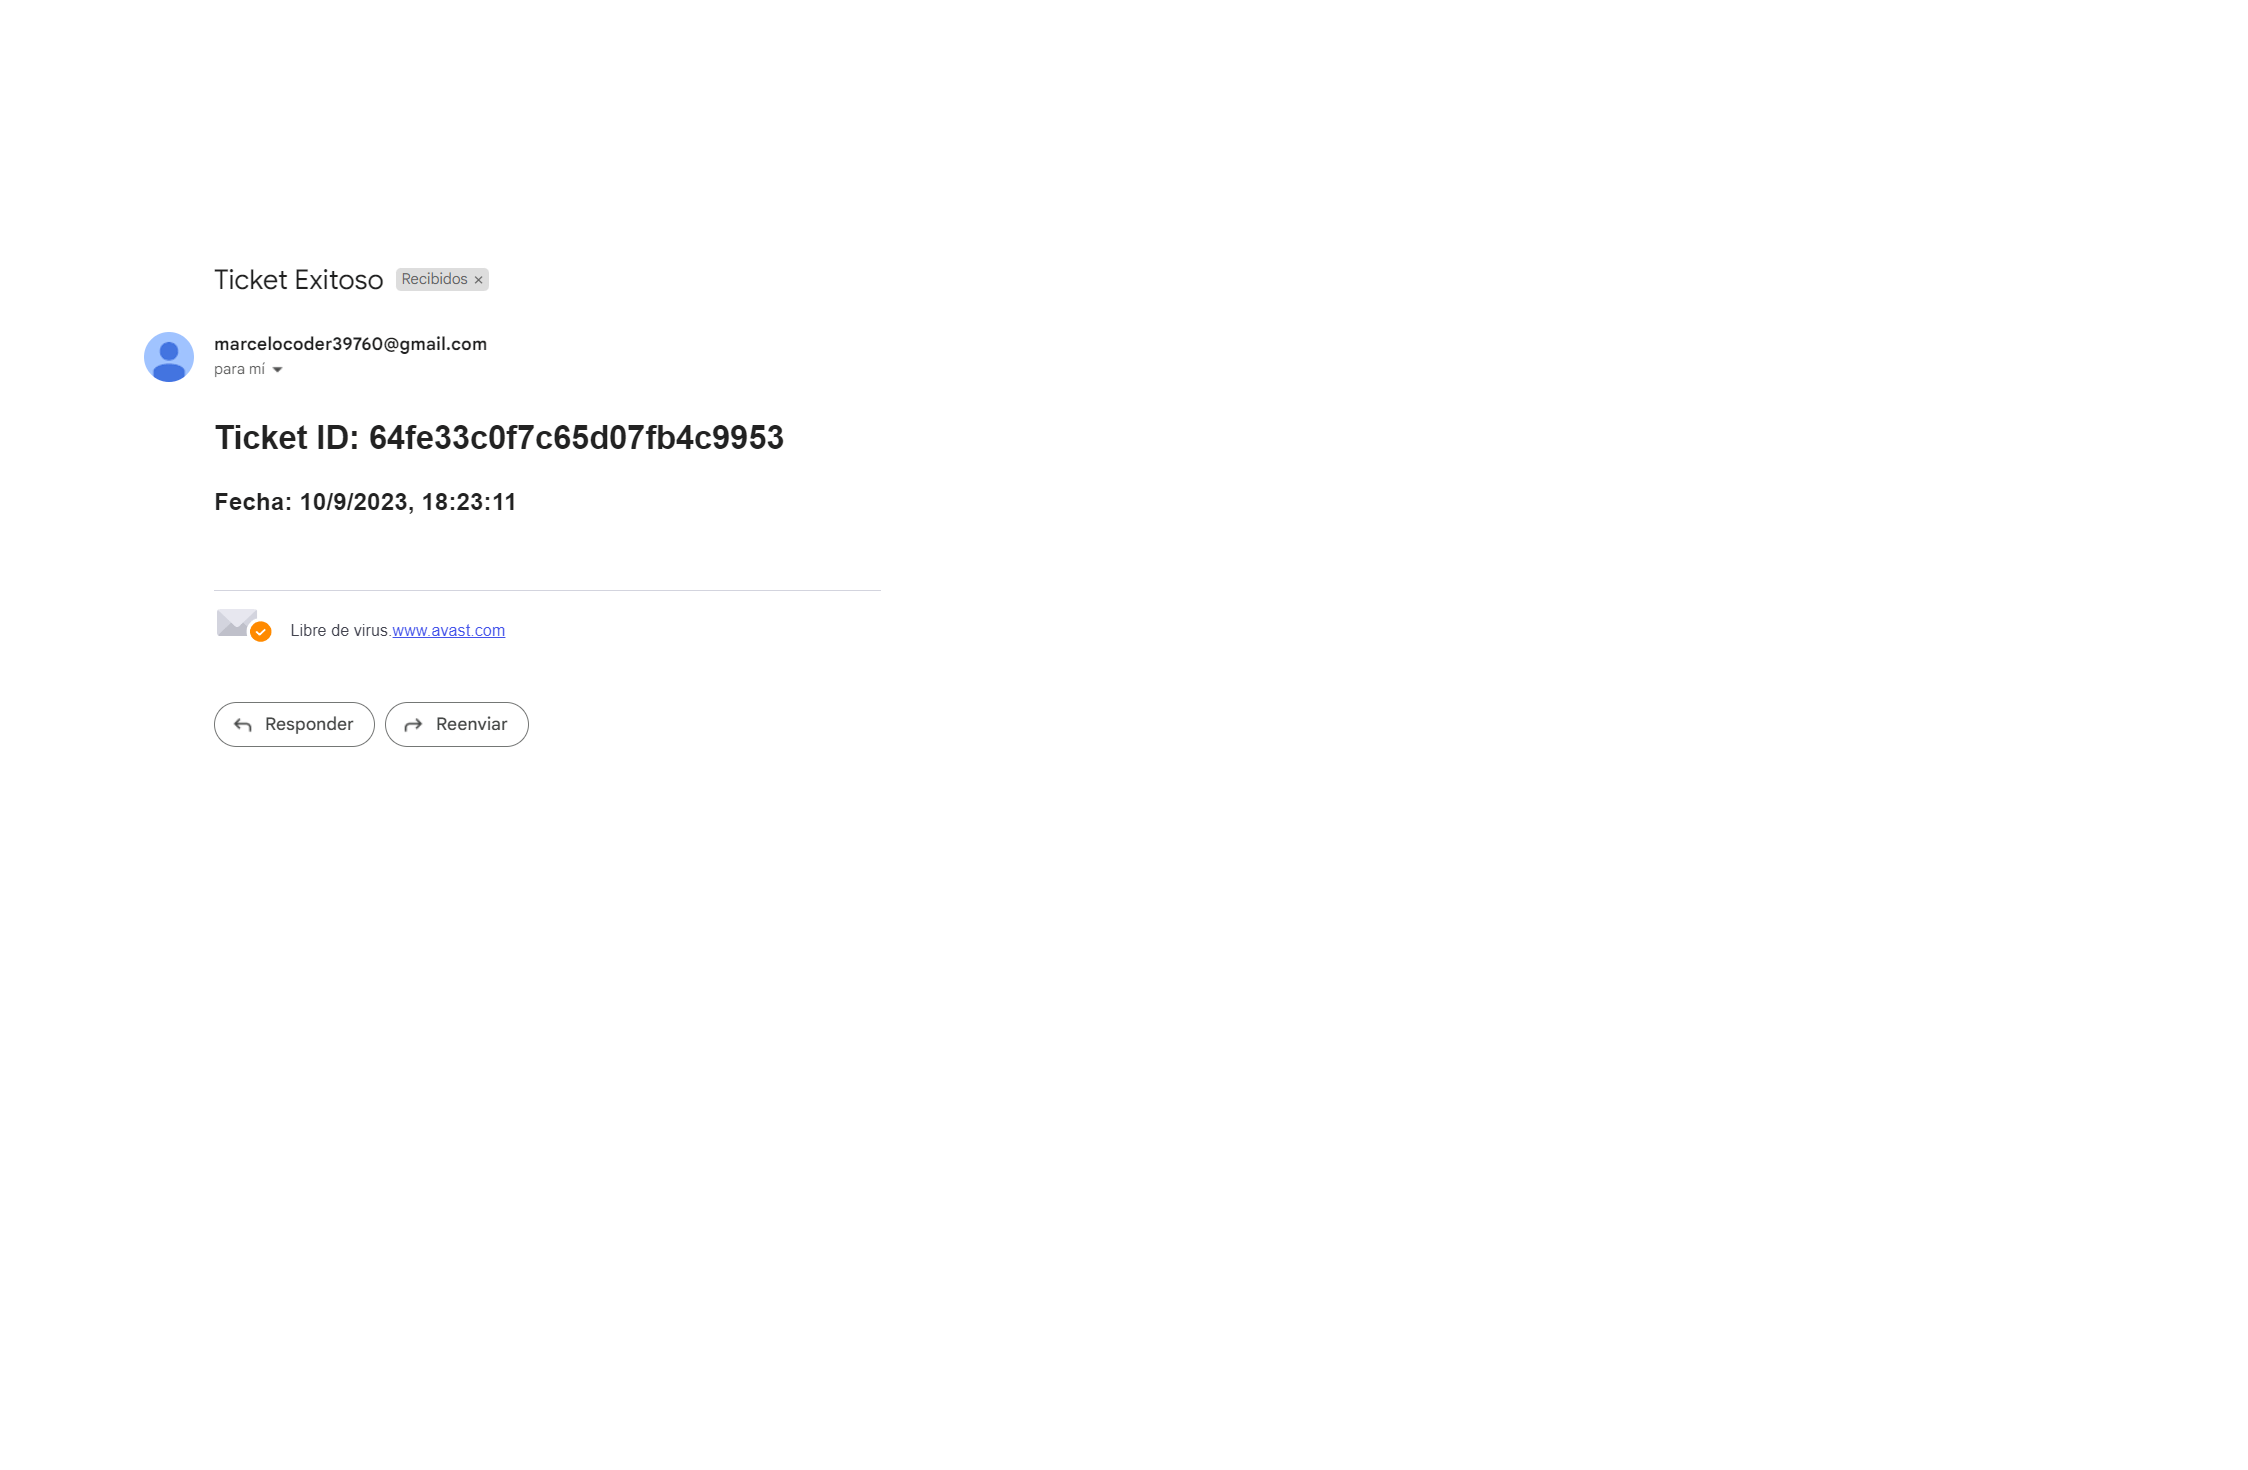 Ticket Exitoso Recibidos ×
marcelocoder39760@gmail.com
para mí
Ticket ID: 64fe33c0f7c65d07fb4c9953
Fecha: 10/9/2023, 18:23:11
Libre de virus.www.avast.com
Responder Reenviar